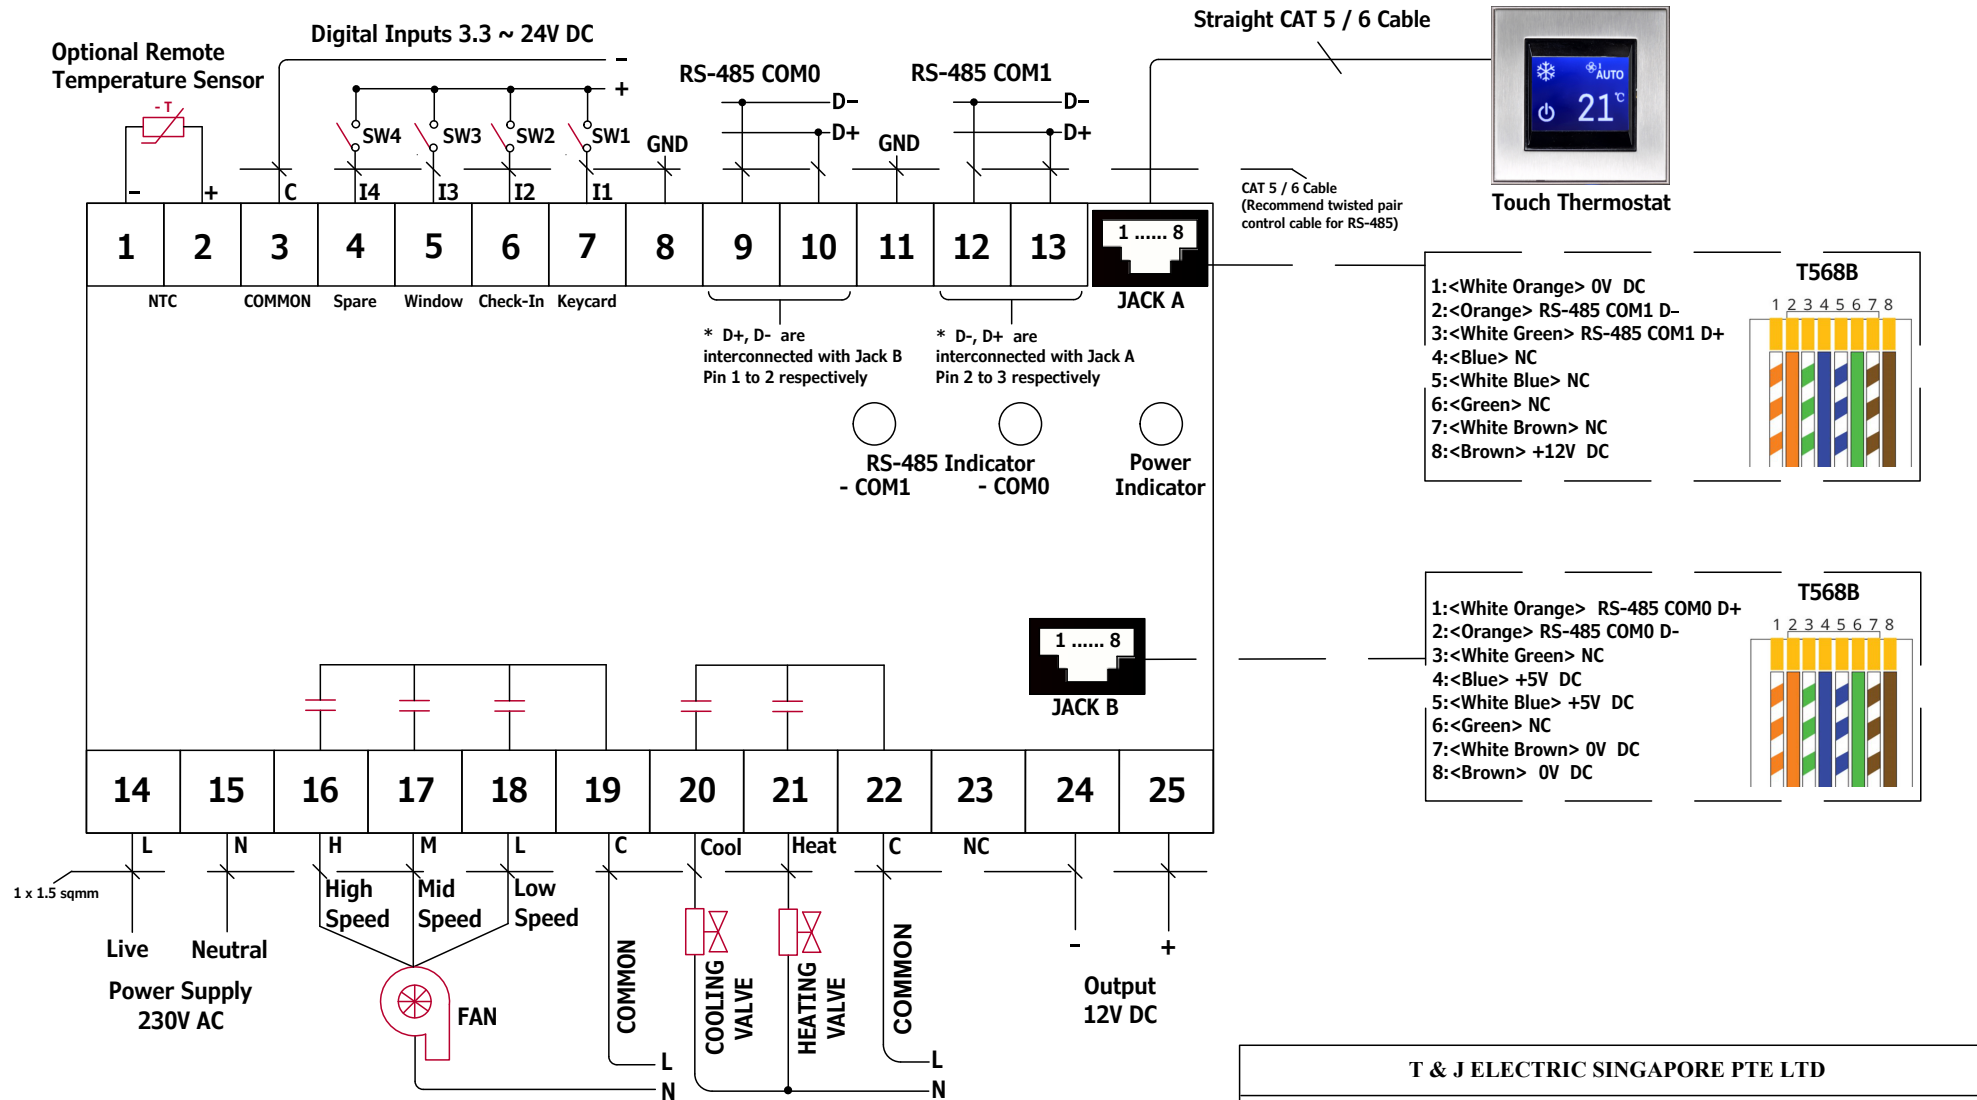 Optional Remote
Temperature Sensor
- T
Digital Inputs 3.3 ~ 24V DC
–
+
SW4
SW3
SW2
SW1
GND
RS-485 COM0
D–
D+
GND
RS-485 COM1
D–
D+
Straight CAT 5 / 6 Cable
AUTO
1
21°C
Touch Thermostat
CAT 5 / 6 Cable
(Recommend twisted pair
control cable for RS-485)
– + C I4 I3 I2 I1
1 2 3 4 5 6 7 8 9 10 11 12 13
1 ...... 8
JACK A
NTC COMMON Spare Window Check-In Keycard
* D+, D- are
interconnected with Jack B
Pin 1 to 2 respectively
* D-, D+ are
interconnected with Jack A
Pin 2 to 3 respectively
RS-485 Indicator
- COM1 - COM0
Power
Indicator
T568B
1 2 3 4 5 6 7 8
1:<White Orange> 0V DC
2:<Orange> RS-485 COM1 D–
3:<White Green> RS-485 COM1 D+
4:<Blue> NC
5:<White Blue> NC
6:<Green> NC
7:<White Brown> NC
8:<Brown> +12V DC
T568B
1 2 3 4 5 6 7 8
1:<White Orange> RS-485 COM0 D+
2:<Orange> RS-485 COM0 D-
3:<White Green> NC
4:<Blue> +5V DC
5:<White Blue> +5V DC
6:<Green> NC
7:<White Brown> 0V DC
8:<Brown> 0V DC
1 ...... 8
JACK B
14 15 16 17 18 19 20 21 22 23 24 25
L N H M L C Cool Heat C NC
1 x 1.5 sqmm
High
Speed
Mid
Speed
Low
Speed
Live
Neutral
Power Supply
230V AC
FAN
COMMON
L
N
COOLING
VALVE
HEATING
VALVE
COMMON
L
N
– +
Output
12V DC
T & J ELECTRIC SINGAPORE PTE LTD